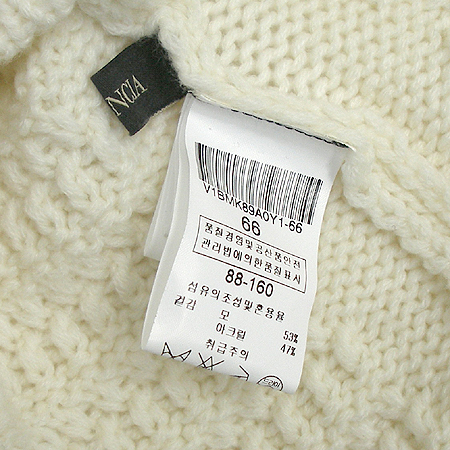 NCIA
V1BMK89A0Y1-66
66
품질경영및공산품안전
관리법에의한품질표시
88-160
섬유의조성및혼용율
겉감 모 53%
아크릴 47%
취급주의